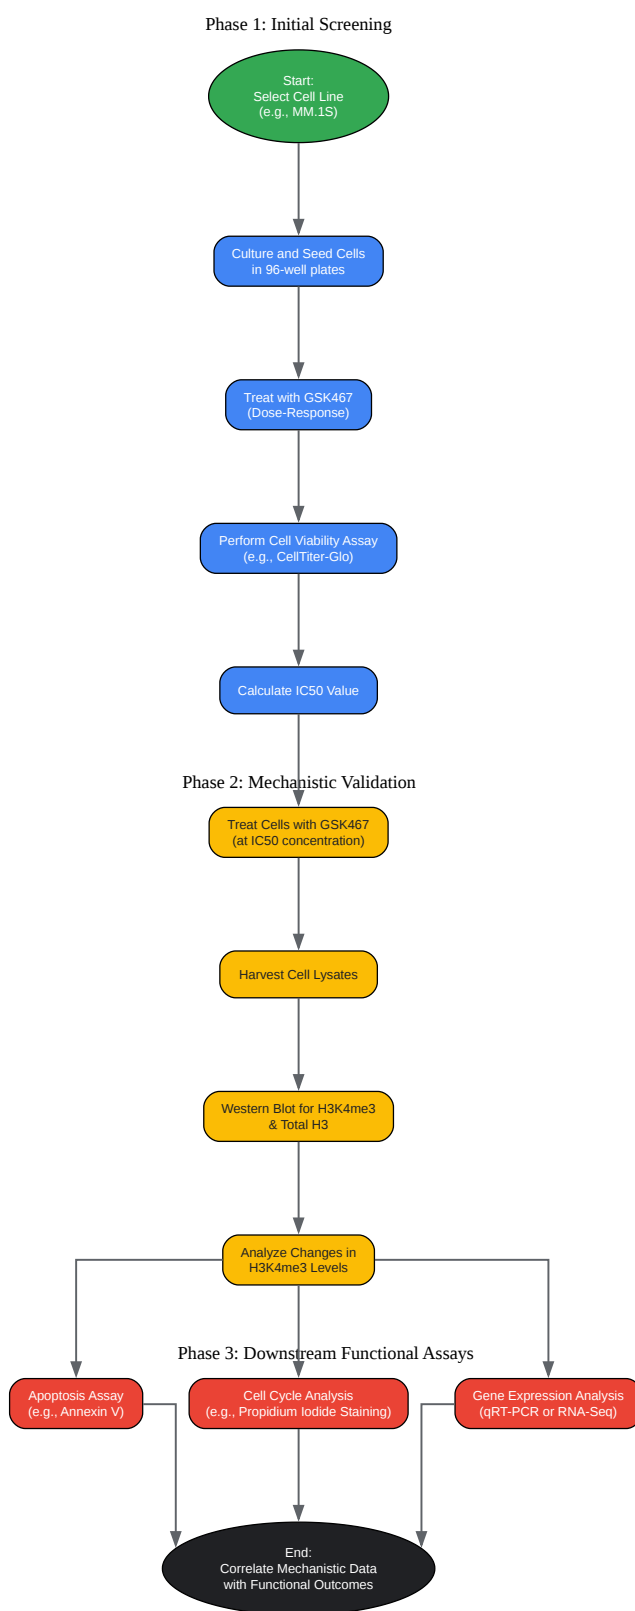 Phase 1: Initial Screening
Start:
Select Cell Line
(e.g., MM.1S)
Culture and Seed Cells
in 96-well plates
Treat with GSK467
(Dose-Response)
Perform Cell Viability Assay
(e.g., CellTiter-Glo)
Calculate IC50 Value
Phase 2: Mechanistic Validation
Treat Cells with GSK467
(at IC50 concentration)
Harvest Cell Lysates
Western Blot for H3K4me3
& Total H3
Analyze Changes in
H3K4me3 Levels
Phase 3: Downstream Functional Assays
Apoptosis Assay
(e.g., Annexin V)
Cell Cycle Analysis
(e.g., Propidium Iodide Staining)
Gene Expression Analysis
(qRT-PCR or RNA-Seq)
End:
Correlate Mechanistic Data
with Functional Outcomes